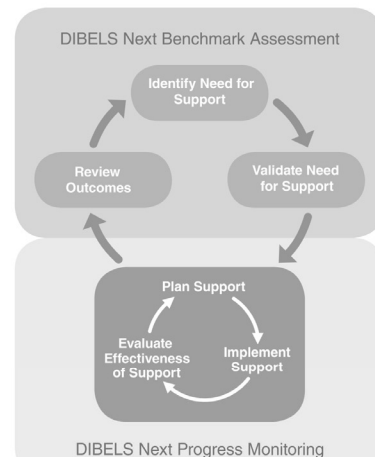 DIBELS Next Benchmark Assessment
Identify Need for
Support
Review
Outcomes
Validate Need
for Support
Plan Support
Evaluate
Effectiveness
of Support
Implement
Support
DIBELS Next Progress Monitoring